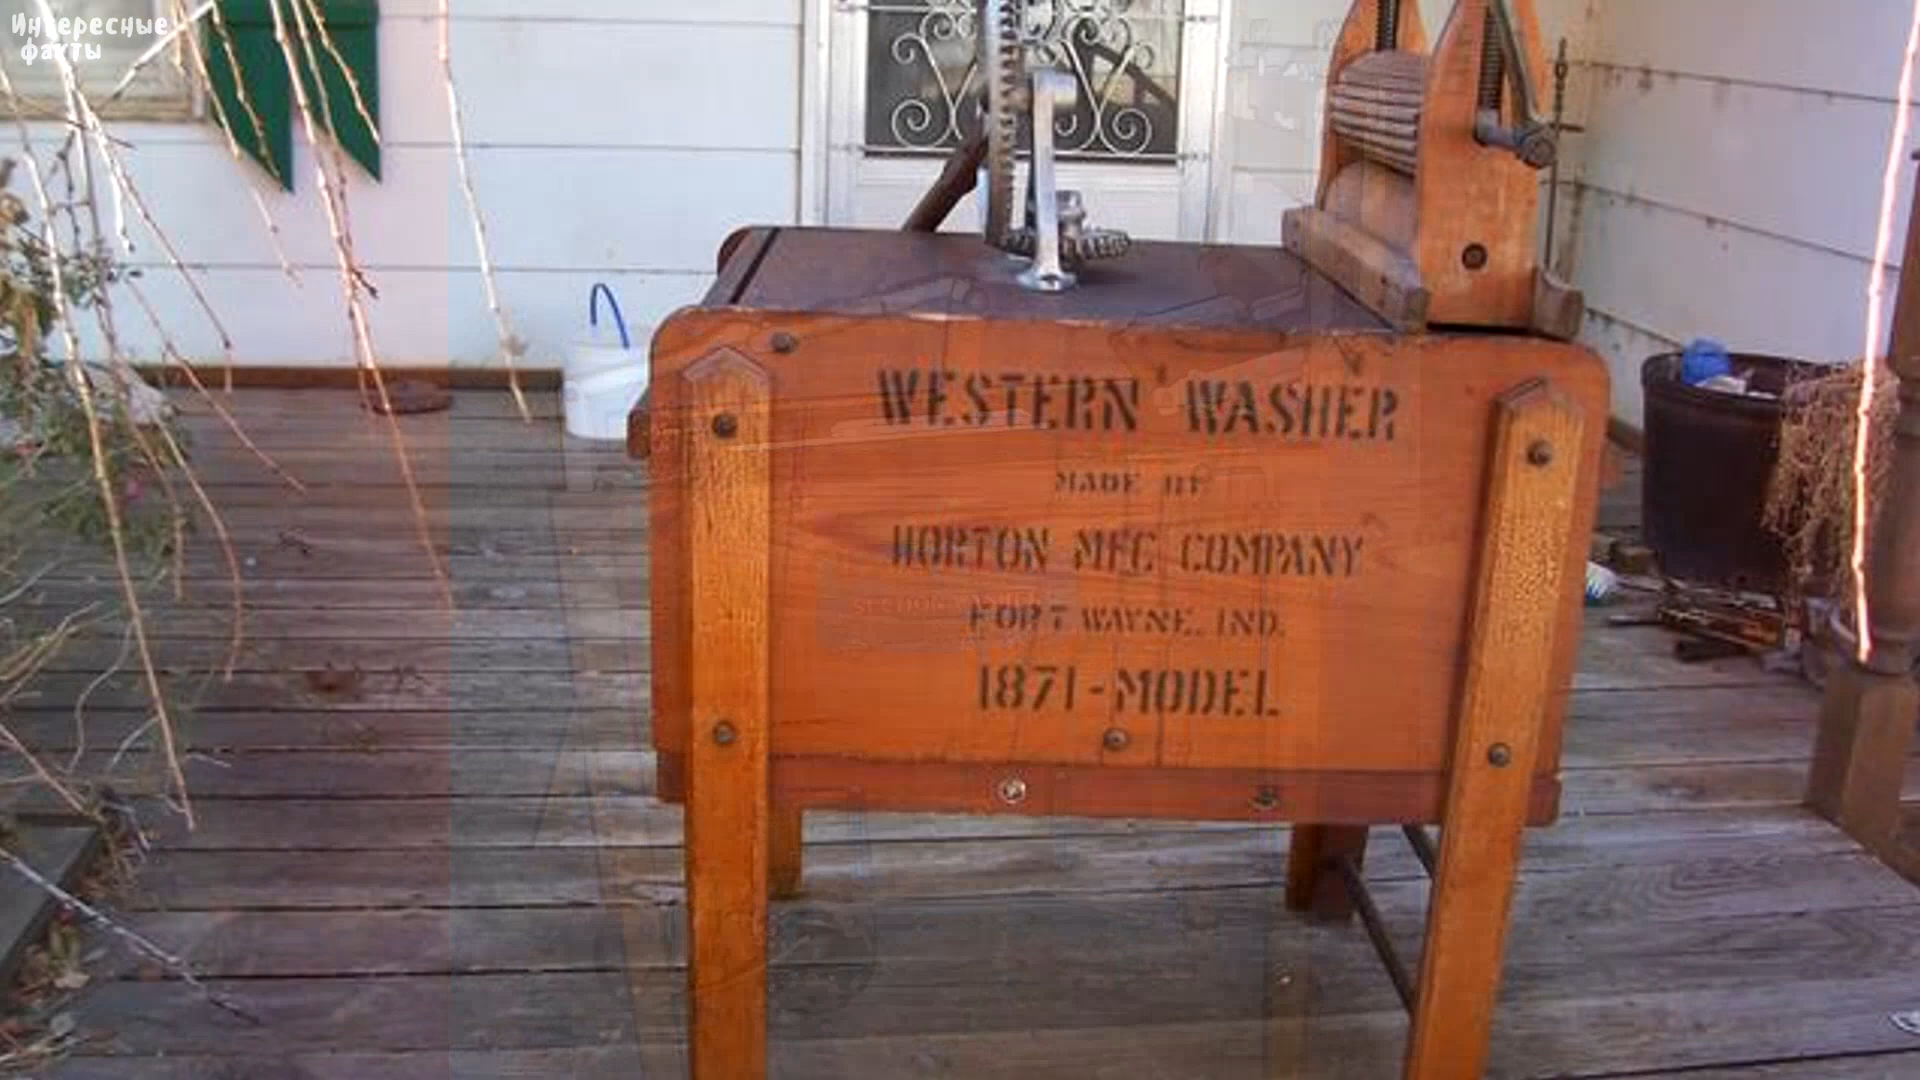 Интересные
факты
WESTERN WASHER
MADE BY
HORTON MFG COMPANY
FORT WAYNE, IND.
1871-MODEL